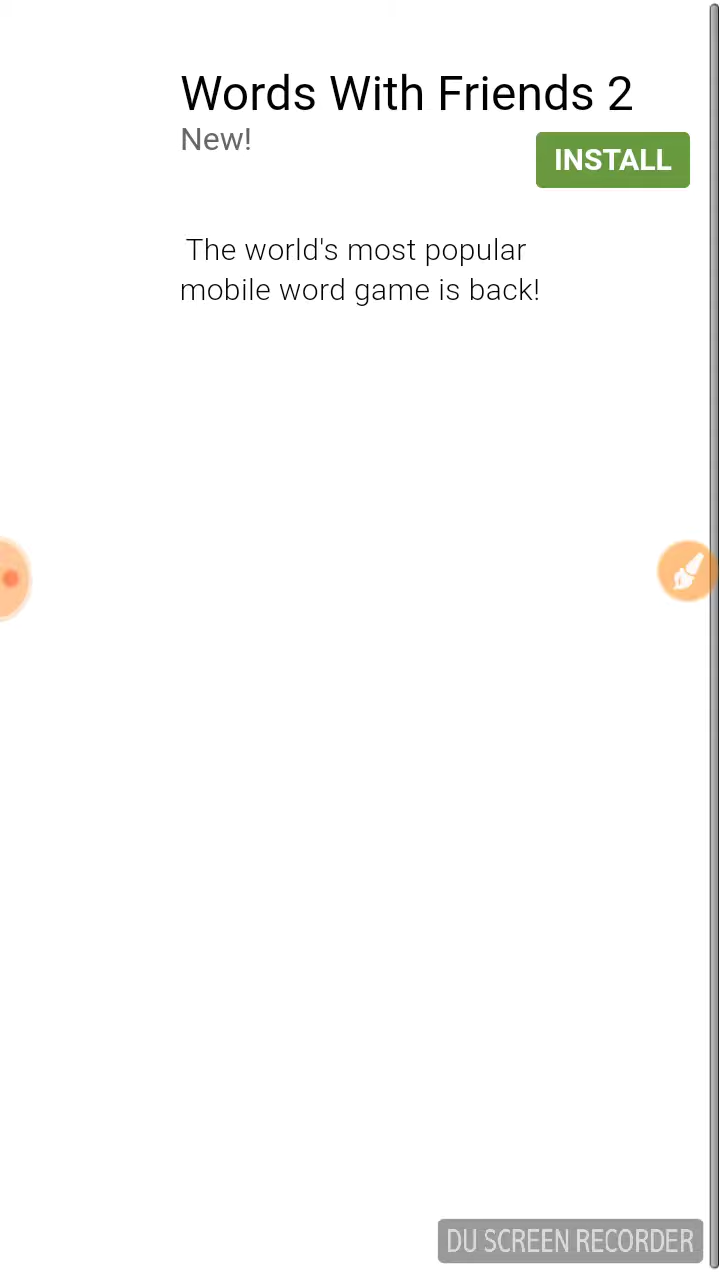 Words With Friends 2
New!
INSTALL
The world's most popular
mobile word game is back!
DU SCREEN RECORDER